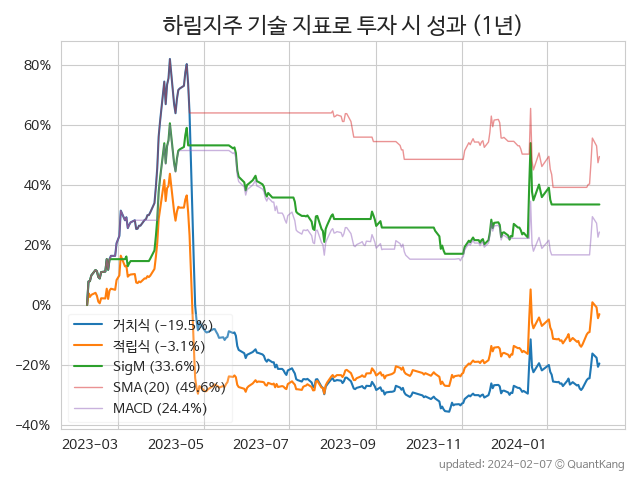 하림지주 기술 지표로 투자 시 성과 (1년)
80%
60%
40%
20%
0%
−20%
−40%
거치식 (−19.5%)
적립식 (−3.1%)
SigM (33.6%)
SMA(20) (49.6%)
MACD (24.4%)
2023−03 2023−05 2023−07 2023−09 2023−11 2024−01
updated: 2024−02−07 ⓒ QuantKang